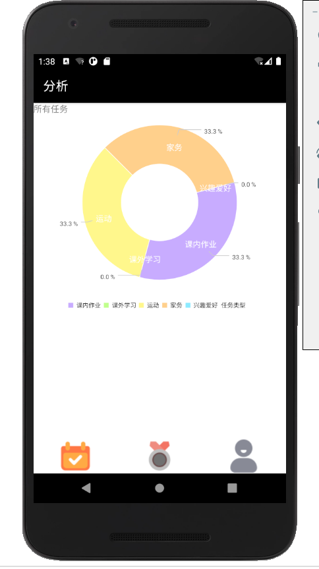 1:38
分析
所有任务
33.3 %
家务
兴趣爱好
0.0 %
运动
33.3 %
课内作业
课外学习
33.3 %
0.0 %
课内作业 课外学习 运动 家务 兴趣爱好 任务类型